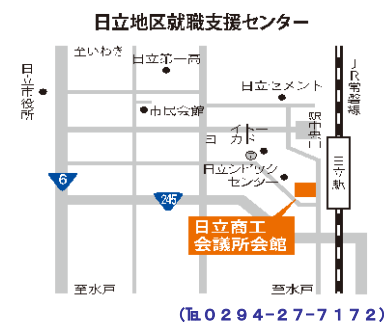 日立地区就職支援センター
至いわき
日立第一高
JR常磐線
日立市役所
日立セメント
市民会館
駅中央口
イトー
ヨーカドー
日立シビック
センター
日立駅
6
245
日立商工
会議所会館
至水戸
至水戸
(℡0294-27-7172)